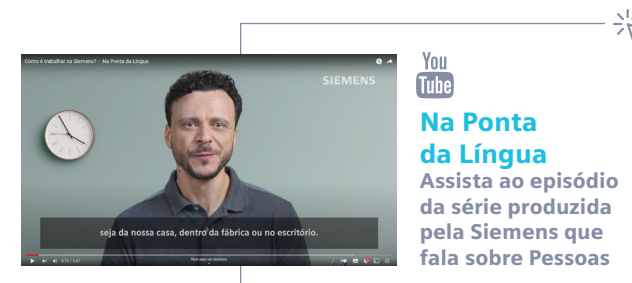 Como é trabalhar na Siemens? - Na Ponta da Língua
SIEMENS
seja da nossa casa, dentro da fábrica ou no escritório.
You
Tube
Na Ponta
da Língua
Assista ao episódio
da série produzida
pela Siemens que
fala sobre Pessoas